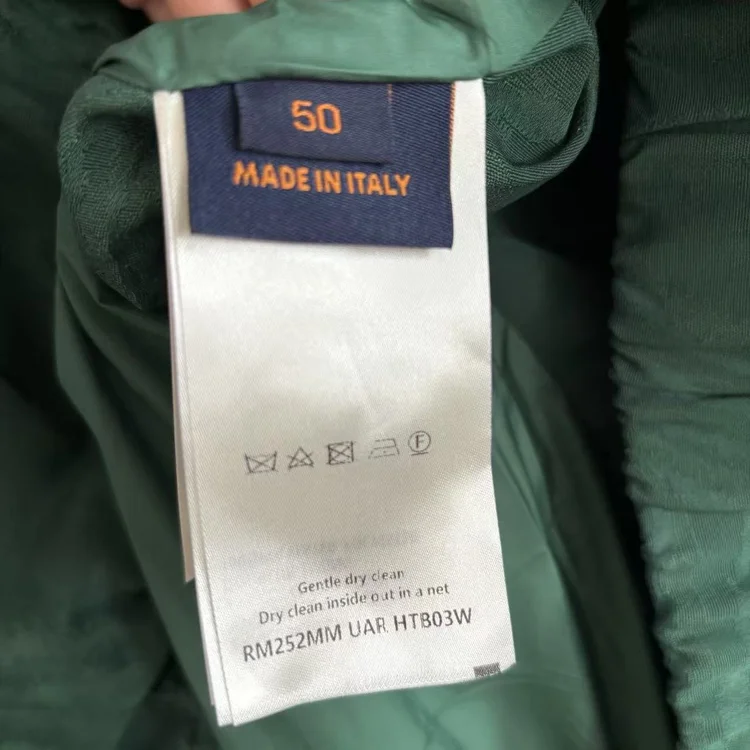 50
MADE IN ITALY
F
Gentle dry clean
Dry clean inside out in a net
RM252MM UAR HTB03W